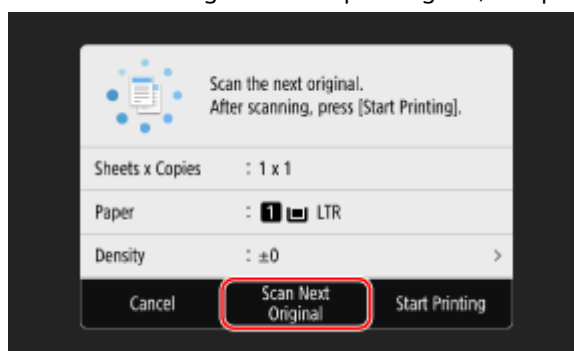 Scan the next original.
After scanning, press [Start Printing].
Sheets x Copies : 1 x 1
Paper : 1 LTR
Density : ±0 >
Cancel Scan Next Original Start Printing